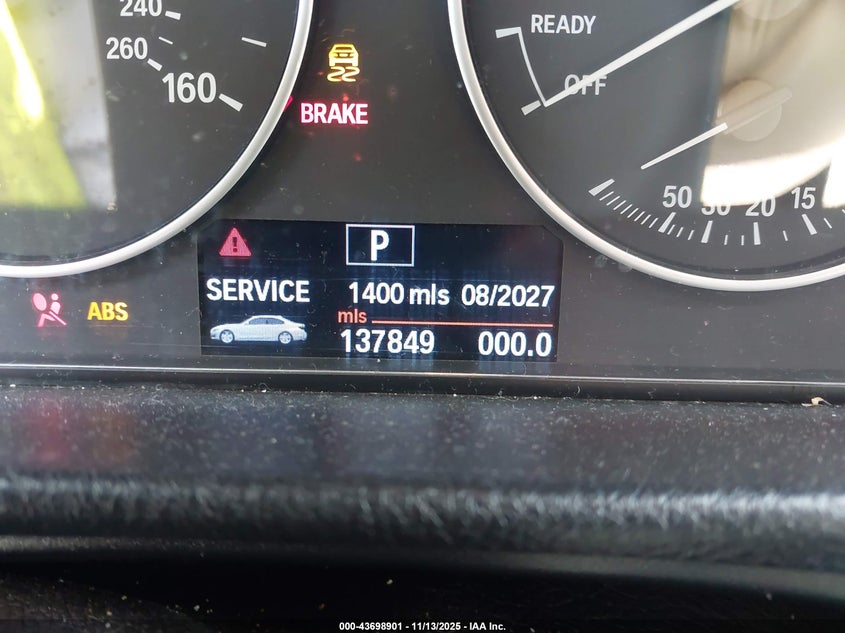 240
260
160
READY
OFF
BRAKE
50 30 20 15
P
SERVICE 1400 mls 08/2027
mls
137849 000.0
ABS
000-43698901 - 11/13/2025 - IAA Inc.